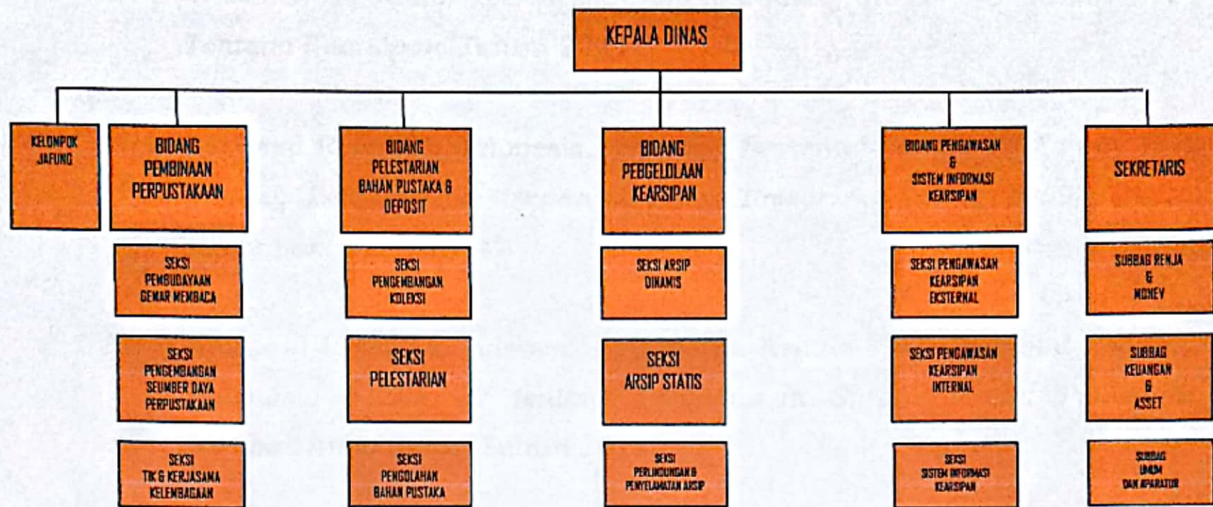 KEPALA DINAS
KELOMPOK
JAFUNG
BIDANG
PEMBINAAN
PERPUSTAKAAN
BIDANG
PELESTARIAN
BAHAN PUSTAKA &
DEPOSIT
BIDANG
PEBGELOLAAN
KEARSIPAN
BIDANG PENGAWASAN
&
SISTEM INFORMASI
KEARSIPAN
SEKRETARIS
SEKSI
PEMBUDAYAAN
GEMAR MEMBACA
SEKSI
PENGEMBANGAN
KOLEKSI
SEKSI ARSIP
DINAMIS
SEKSI PENGAWASAN
KEARSIPAN
EKSTERNAL
SUBBAG RENJA
&
MONEV
SEKSI
PENGEMBANGAN
SEUMBER DAYA
PERPUSTAKAAN
SEKSI
PELESTARIAN
SEKSI
ARSIP STATIS
SEKSI PENGAWASAN
KEARSIPAN
INTERNAL
SUBBAG
KEUANGAN
&
ASSET
SEKSI
TIK & KERJASANA
KELEMBAGAAN
SEKSI
PENGOLAHAN
BAHAN PUSTAKA
SEKSI
PERLINDUNGAN &
PENYELAMATAN ARSIP
SEKSI
SISTEM INFORMASI
KEARSIPAN
SUBBAG
UMUM
DAN APARATUR